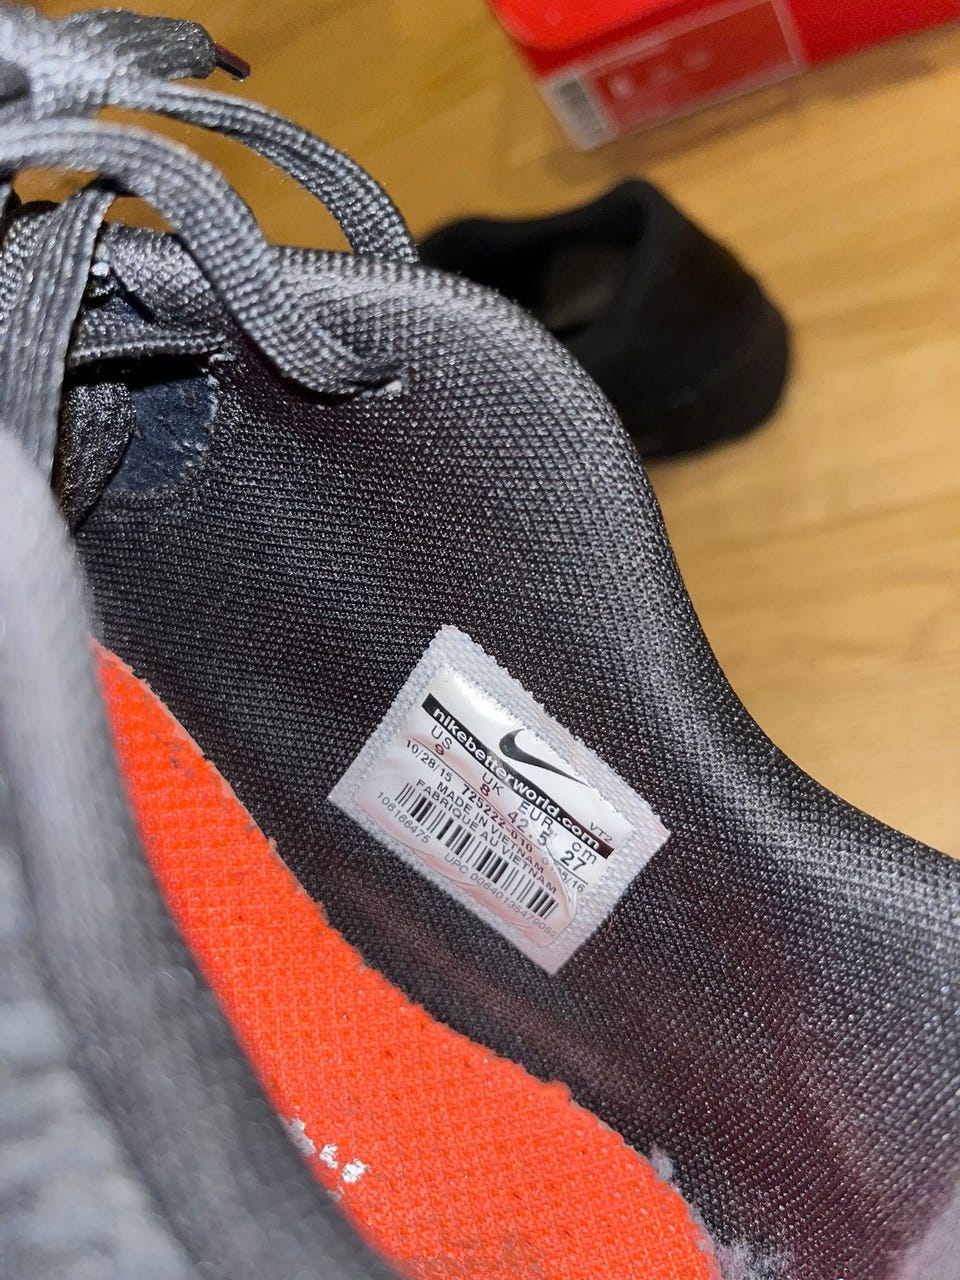 nikebetterworld.com VT2
US UK EUR cm
9 8 42.5 27
10/28/15 725222-010
MADE IN VIETNAM M
FABRIQUE AU VIETNAM
106166475 UPC